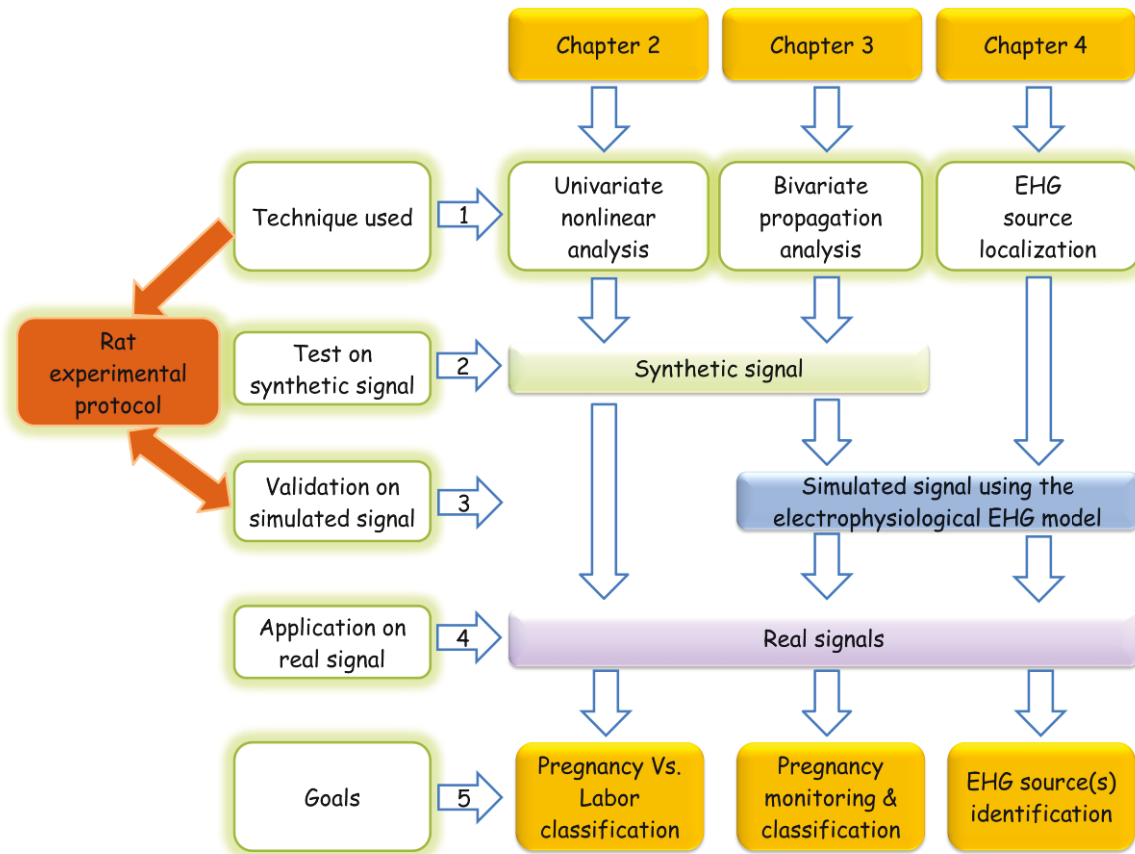 Chapter 2
Chapter 3
Chapter 4
Technique used
1
Univariate
nonlinear
analysis
Bivariate
propagation
analysis
EHG
source
localization
Rat
experimental
protocol
Test on
synthetic signal
2
Synthetic signal
Validation on
simulated signal
3
Simulated signal using the
electrophysiological EHG model
Application on
real signal
4
Real signals
Goals
5
Pregnancy Vs.
Labor
classification
Pregnancy
monitoring &
classification
EHG source(s)
identification